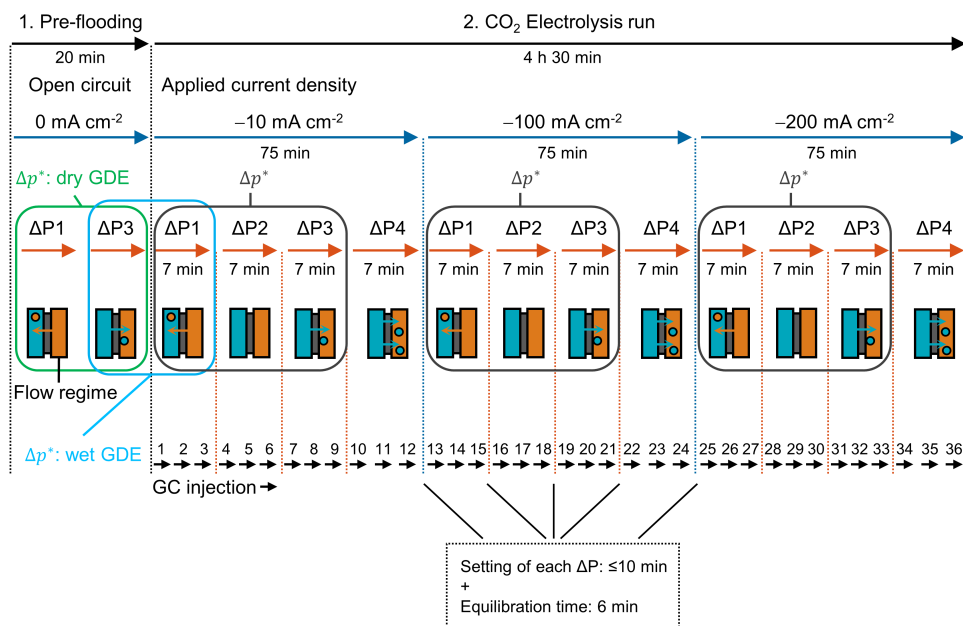 1. Pre-flooding
2. CO2 Electrolysis run
20 min
4 h 30 min
Open circuit
Applied current density
0 mA cm-2
−10 mA cm-2
−100 mA cm-2
−200 mA cm-2
75 min
75 min
75 min
Δp*: dry GDE
Δp*
Δp*
Δp*
ΔP1
ΔP3
ΔP1
ΔP2
ΔP3
ΔP4
ΔP1
ΔP2
ΔP3
ΔP4
ΔP1
ΔP2
ΔP3
ΔP4
7 min
7 min
7 min
7 min
7 min
7 min
7 min
7 min
7 min
7 min
7 min
7 min
Flow regime
Δp*: wet GDE
1 2 3 4 5 6 7 8 9 10 11 12 13 14 15 16 17 18 19 20 21 22 23 24 25 26 27 28 29 30 31 32 33 34 35 36
GC injection
Setting of each ΔP: ≤10 min
+
Equilibration time: 6 min